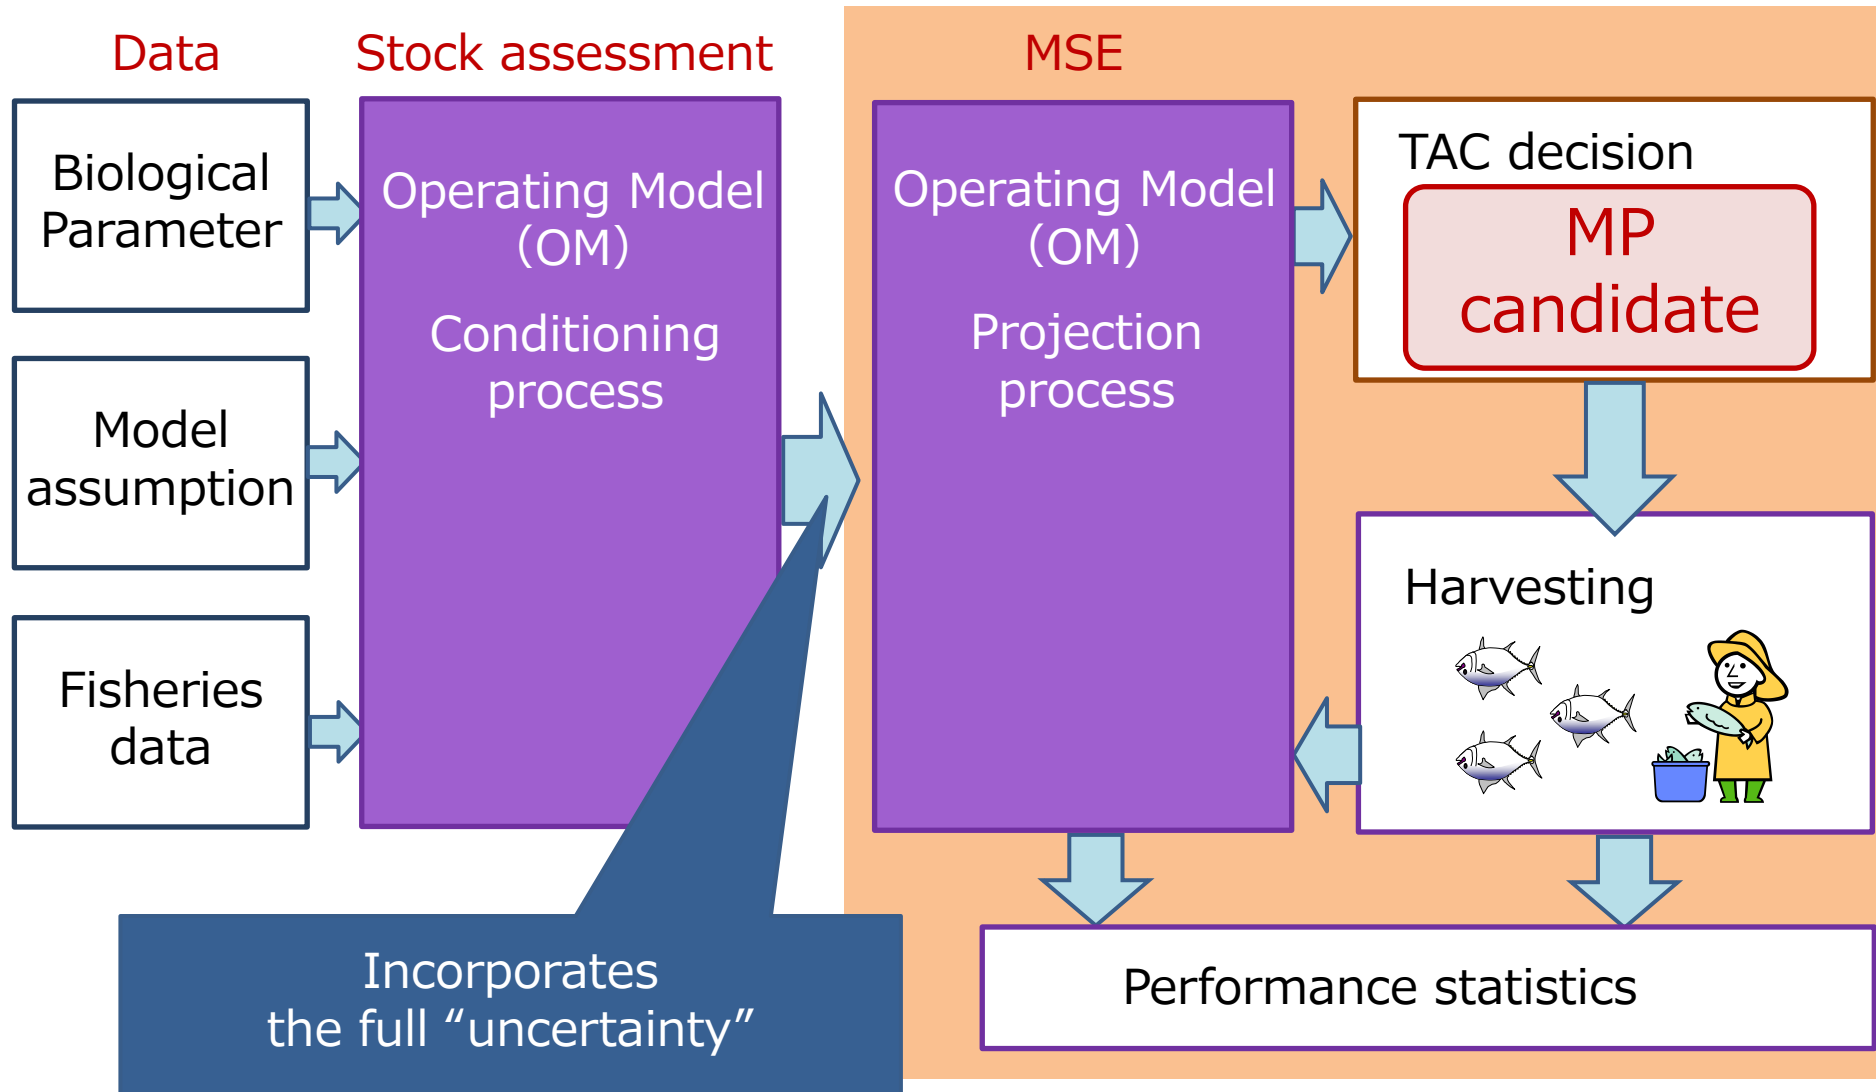 Data
Stock assessment
MSE
Biological
Parameter
Model
assumption
Fisheries
data
Operating Model
（OM）
Conditioning
process
Operating Model
（OM）
Projection
process
TAC decision
MP
candidate
Harvesting
Incorporates
the full “uncertainty”
Performance statistics